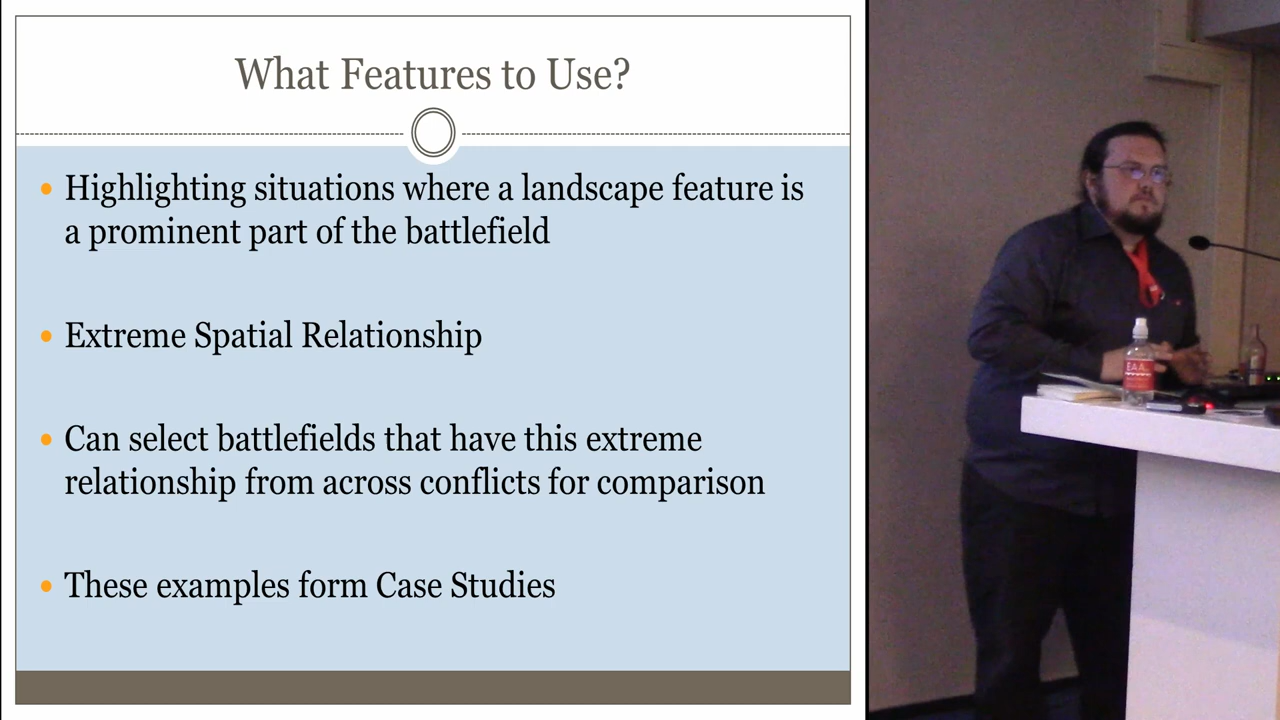 What Features to Use?
Highlighting situations where a landscape feature is
a prominent part of the battlefield
Extreme Spatial Relationship
Can select battlefields that have this extreme
relationship from across conflicts for comparison
These examples form Case Studies
EAA